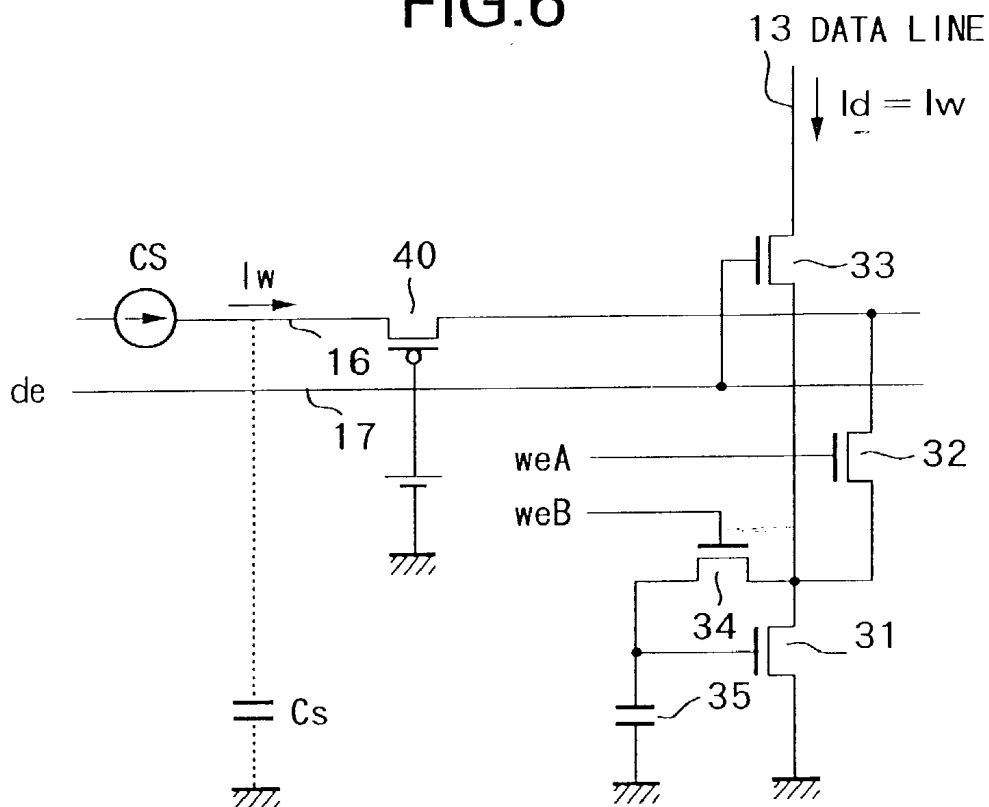 FIG.6
13 DATA LINE
Id = Iw
CS
Iw
40
33
16
de
17
weA
32
weB
34
31
35
Cs